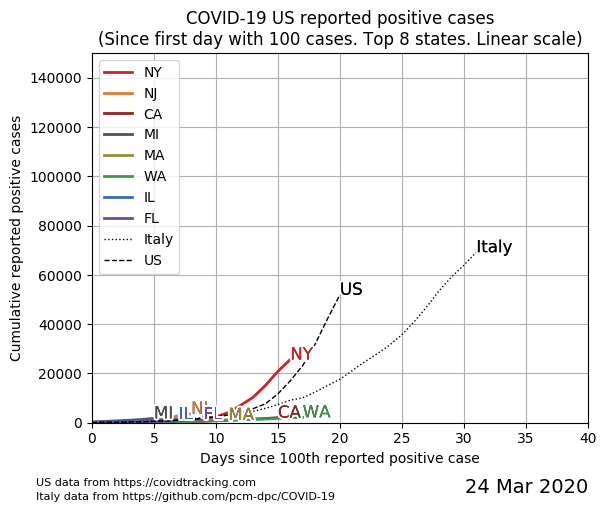 COVID-19 US reported positive cases
(Since first day with 100 cases. Top 8 states. Linear scale)
Cumulative reported positive cases
140000
120000
100000
80000
60000
40000
20000
0
NY
NJ
CA
MI
MA
WA
IL
FL
Italy
US
Italy
US
NY
MI
IL
NJ
FL
MA
CA
WA
0 5 10 15 20 25 30 35 40
Days since 100th reported positive case
US data from https://covidtracking.com
Italy data from https://github.com/pcm-dpc/COVID-19
24 Mar 2020